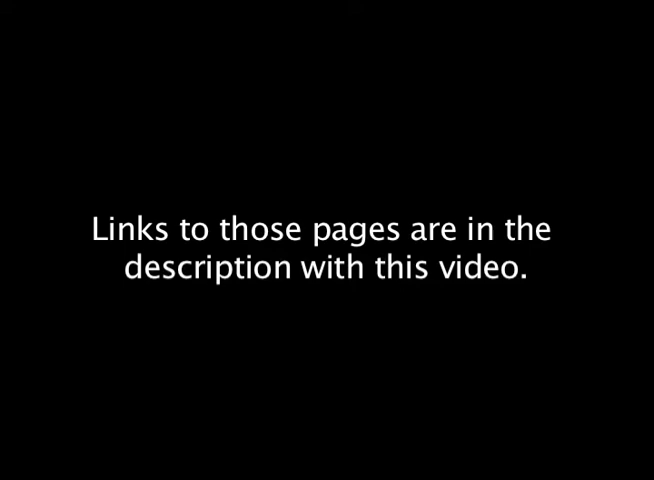 Links to those pages are in the
description with this video.